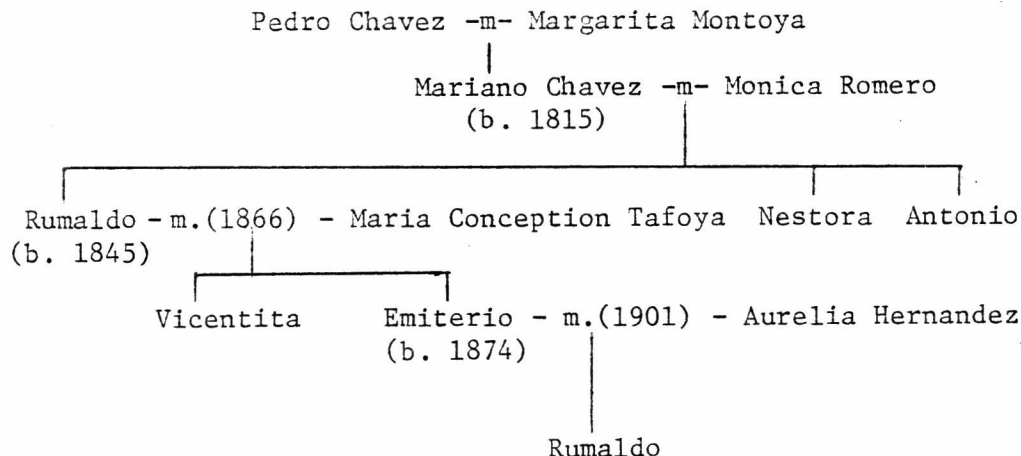 Pedro Chavez -m- Margarita Montoya
Mariano Chavez -m- Monica Romero
(b. 1815)
Rumaldo - m.(1866) - Maria Conception Tafoya Nestora Antonio
(b. 1845)
Vicentita Emiterio - m.(1901) - Aurelia Hernandez
(b. 1874)
Rumaldo